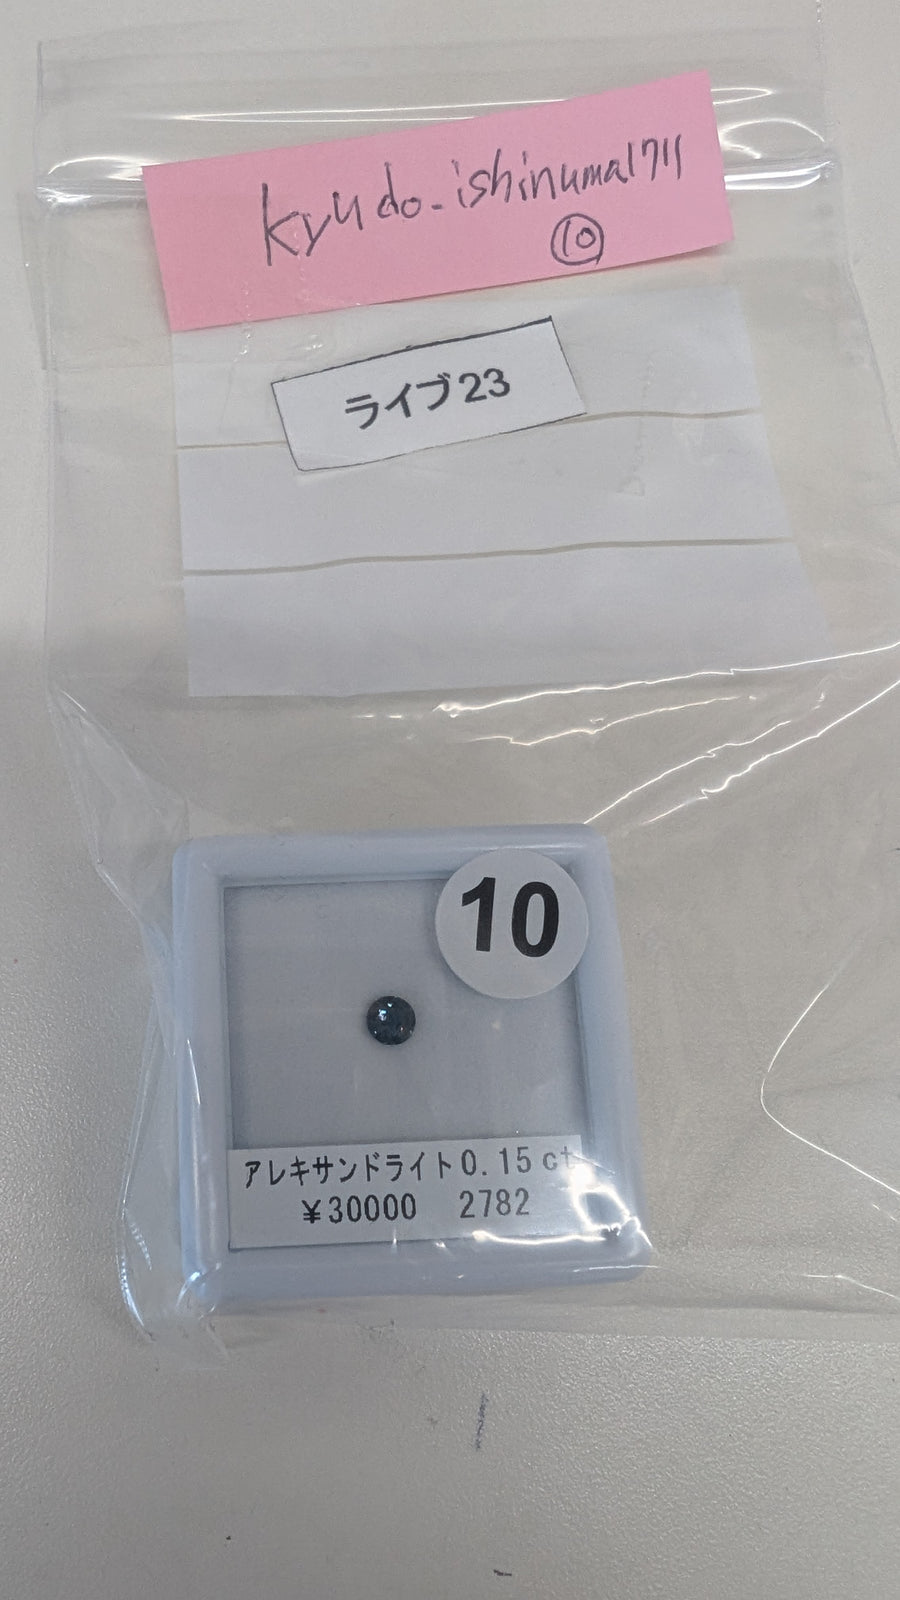 kyudo_ishinuma1711
⑩
ライブ23
10
アレキサンドライト0.15ct
¥30000 2782